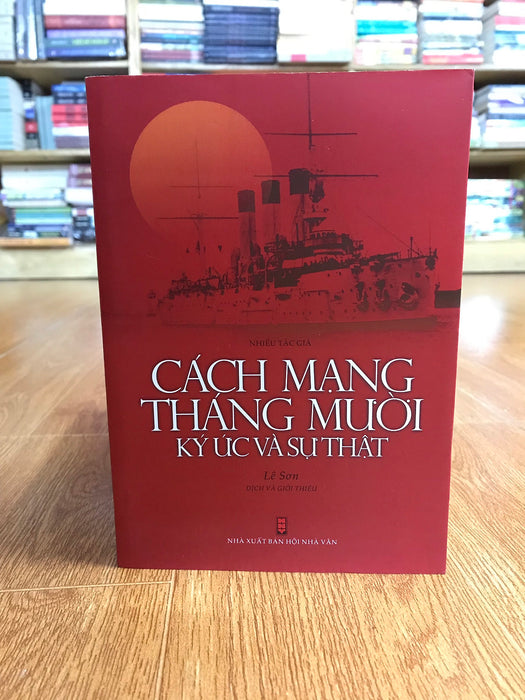 NHIỀU TÁC GIẢ
CÁCH MẠNG
THÁNG MƯỜI
KÝ ỨC VÀ SỰ THẬT
Lê Sơn
DỊCH VÀ GIỚI THIỆU
NHÀ XUẤT BẢN HỘI NHÀ VĂN